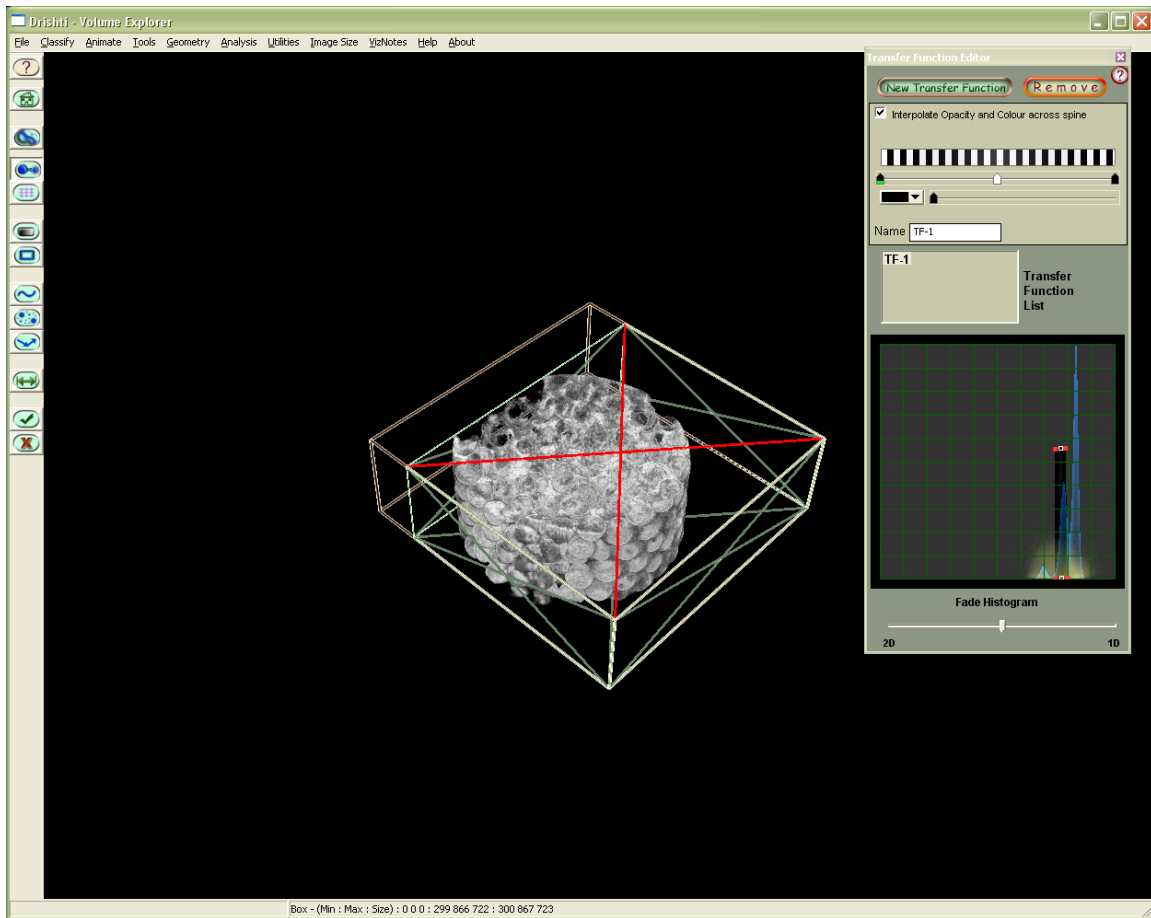 Drishti - Volume Explorer
File Classify Animate Tools Geometry Analysis Utilities Image Size VizNotes Help About
Transfer Function Editor
New Transfer Function Remove
Interpolate Opacity and Colour across spine
Name TF-1
TF-1
Transfer
Function
List
Fade Histogram
2D 1D
Box - (Min : Max : Size) : 0 0 0 : 299 866 722 : 300 867 723